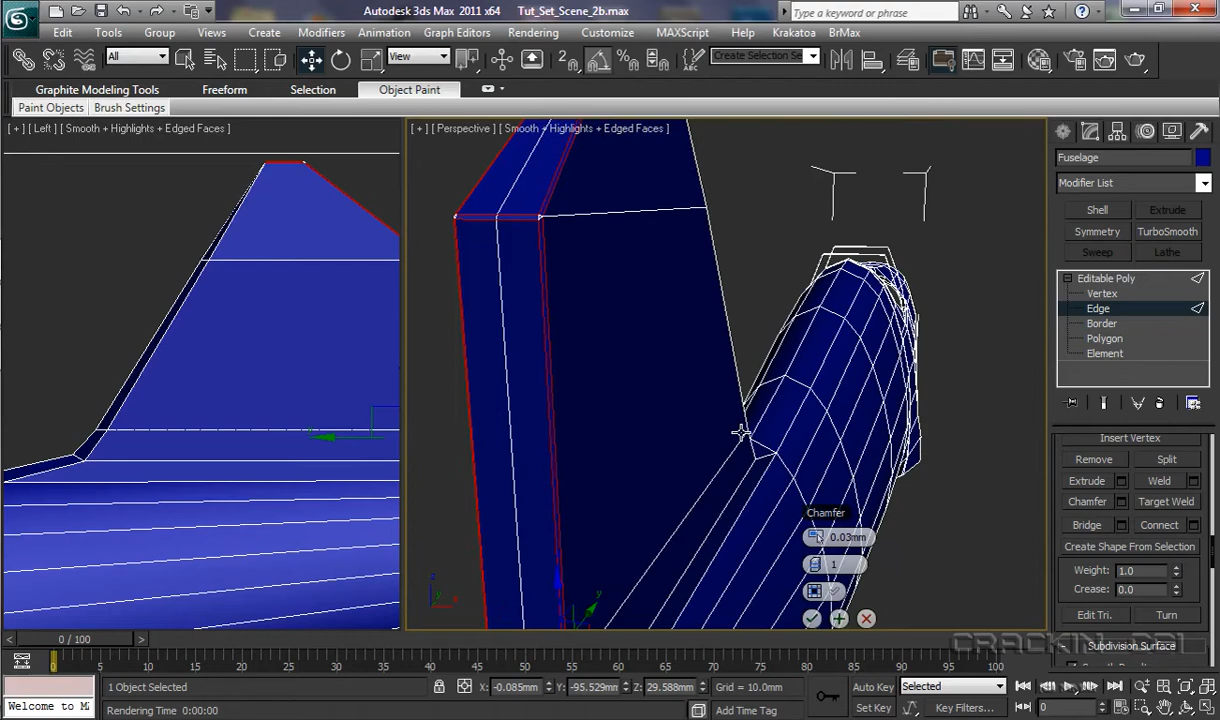 Autodesk 3ds Max 2011 x64 Tut_Set_Scene_2b.max
Type a keyword or phrase
Edit Tools Group Views Create Modifiers Animation Graph Editors Rendering Customize MAXScript Help Krakatoa BrMax
All
View
Create Selection Se
Graphite Modeling Tools Freeform Selection Object Paint
Paint Objects Brush Settings
[ + ] [ Left ] [ Smooth + Highlights + Edged Faces ]
[ + ] [ Perspective ] [ Smooth + Highlights + Edged Faces ]
Fuselage
Modifier List
Shell Extrude
Symmetry TurboSmooth
Sweep Lathe
Editable Poly
Vertex
Edge
Border
Polygon
Element
Insert Vertex
Remove Split
Extrude Weld
Chamfer Target Weld
Bridge Connect
Create Shape From Selection
Weight: 1.0
Crease: 0.0
Edit Tri. Turn
Subdivision Surface
Chamfer
0.03mm
1
z
y
x
y
y
0 / 100
0 5 10 15 20 25 30 35 40 45 50 55 60 65 70 75 80 85 90 95 100
1 Object Selected
X: -0.085mm Y: -95.529mm Z: 29.588mm Grid = 10.0mm
Auto Key Selected
Welcome to M
Rendering Time 0:00:00
Add Time Tag
Set Key Key Filters...
0